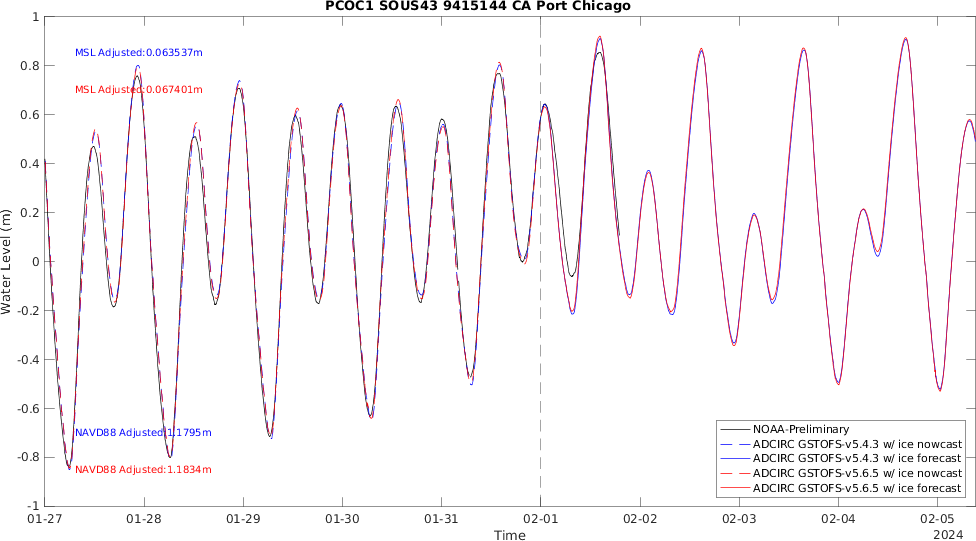 PCOC1 SOUS43 9415144 CA Port Chicago
1
0.8
0.6
0.4
0.2
0
-0.2
-0.4
-0.6
-0.8
-1
Water Level (m)
MSL Adjusted:0.063537m
MSL Adjusted:0.067401m
NAVD88 Adjusted:1.1795m
NAVD88 Adjusted:1.1834m
NOAA-Preliminary
ADCIRC GSTOFS-v5.4.3 w/ ice nowcast
ADCIRC GSTOFS-v5.4.3 w/ ice forecast
ADCIRC GSTOFS-v5.6.5 w/ ice nowcast
ADCIRC GSTOFS-v5.6.5 w/ ice forecast
01-27 01-28 01-29 01-30 01-31 02-01 02-02 02-03 02-04 02-05
Time
2024